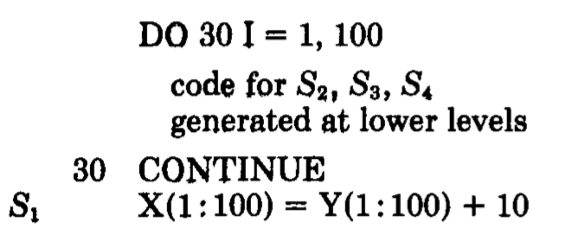 DO 30 I = 1, 100
code for S₂, S₃, S₄
generated at lower levels
30 CONTINUE
S₁ X(1:100) = Y(1:100) + 10